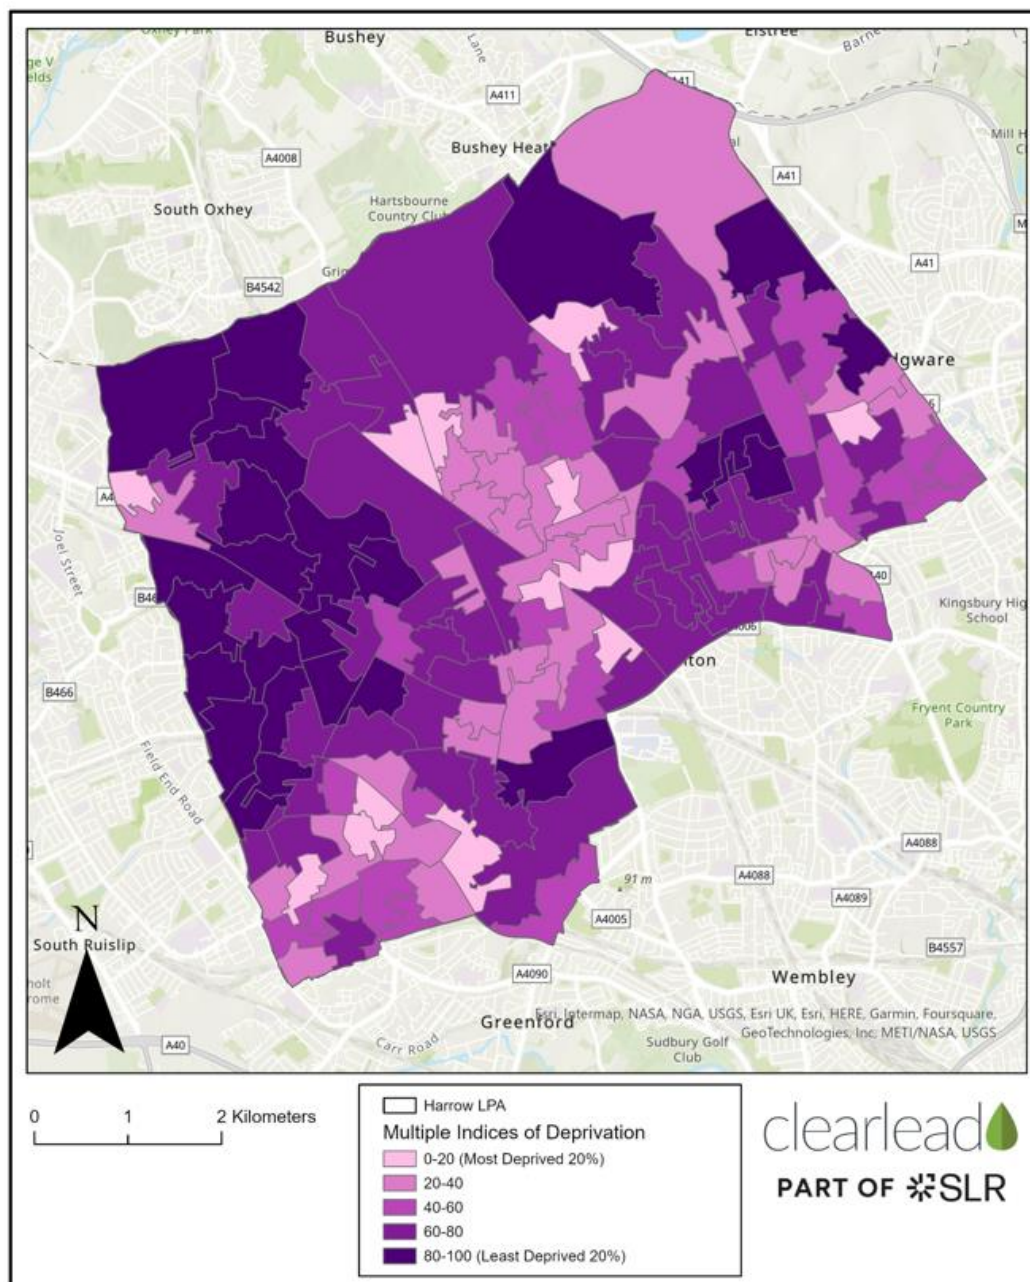 Bushey
Lane
Elstree
A41
A411
Bushey Heath
A4008
A41
Hartsbourne
Country Club
South Oxhey
A41
B4542
dgware
Joel Street
Kingsbury High
School
B466
nton
Fryent Country
Park
Field End Road
A4088
91 m
A4088
A4089
A4005
N
South Ruislip
B4557
A4090
Wembley
Greenford
Esri, Intermap, NASA, NGA, USGS, Esri UK, Esri, HERE, Garmin, Foursquare,
GeoTechnologies, Inc, METI/NASA, USGS
Sudbury Golf
Club
A40
Carr Road
0 1 2 Kilometers
Harrow LPA
Multiple Indices of Deprivation
0-20 (Most Deprived 20%)
20-40
40-60
60-80
80-100 (Least Deprived 20%)
clearlead
PART OF SLR